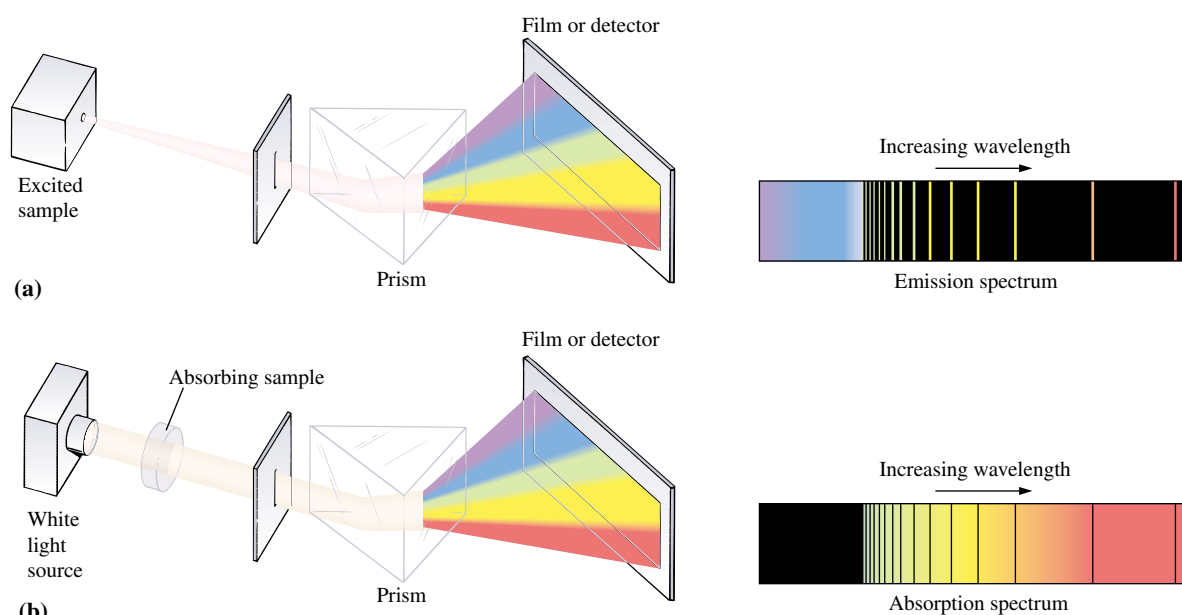 Film or detector
Excited
sample
Prism
(a)
Increasing wavelength
Emission spectrum
Film or detector
Absorbing sample
White
light
source
Prism
(b)
Increasing wavelength
Absorption spectrum